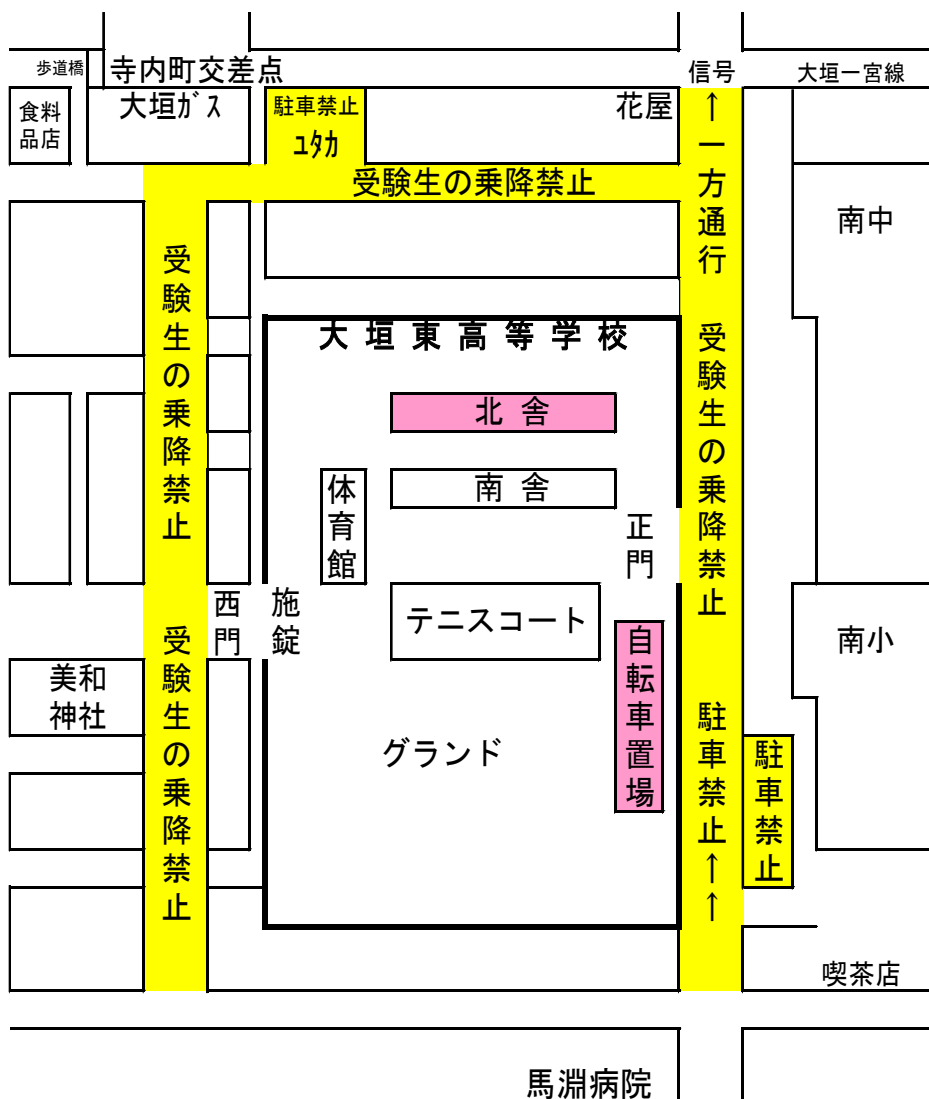 歩道橋
寺内町交差点
信号
大垣一宮線
食料
品店
大垣ｶﾞｽ
駐車禁止
ﾕﾀｶ
花屋
↑一方通行
受験生の乗降禁止
南中
受験生の乗降禁止
大垣東高等学校
受験生の乗降禁止
北舎
南舎
体育館
正門
西門
施錠
テニスコート
自転車置場
南小
受験生の乗降禁止
美和
神社
グランド
駐車禁止↑↑
駐車禁止
喫茶店
馬淵病院